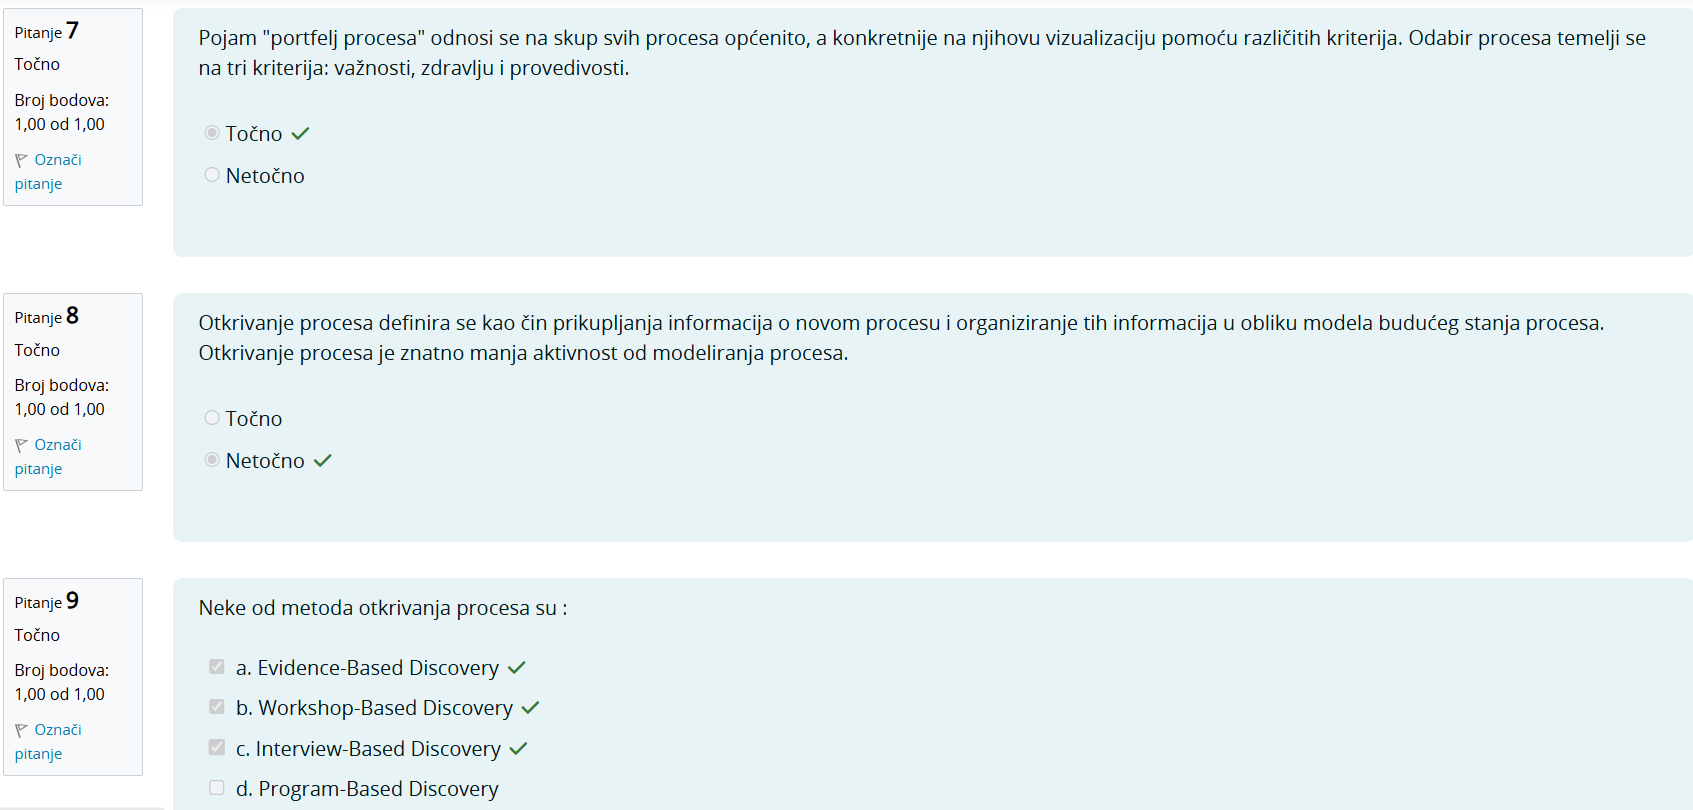 Pitanje 7
Točno
Broj bodova:
1,00 od 1,00
Označi
pitanje
Pojam "portfelj procesa" odnosi se na skup svih procesa općenito, a konkretnije na njihovu vizualizaciju pomoću različitih kriterija. Odabir procesa temelji se
na tri kriterija: važnosti, zdravlju i provedivosti.
Točno
Netočno
Pitanje 8
Točno
Broj bodova:
1,00 od 1,00
Označi
pitanje
Otkrivanje procesa definira se kao čin prikupljanja informacija o novom procesu i organiziranje tih informacija u obliku modela budućeg stanja procesa.
Otkrivanje procesa je znatno manja aktivnost od modeliranja procesa.
Točno
Netočno
Pitanje 9
Točno
Broj bodova:
1,00 od 1,00
Označi
pitanje
Neke od metoda otkrivanja procesa su :
a. Evidence-Based Discovery
b. Workshop-Based Discovery
c. Interview-Based Discovery
d. Program-Based Discovery